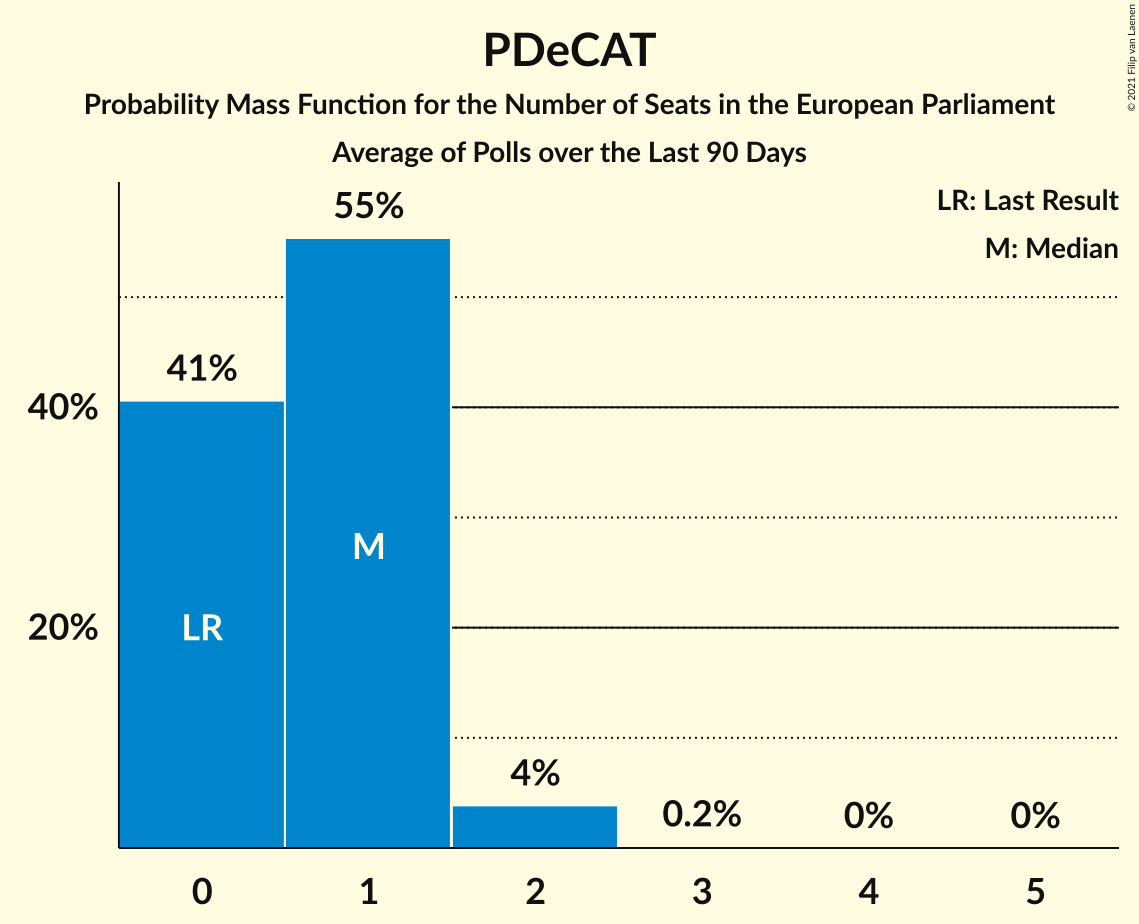 PDeCAT
Probability Mass Function for the Number of Seats in the European Parliament
Average of Polls over the Last 90 Days
© 2021 Filip van Laenen
LR: Last Result
M: Median
55%
41%
40%
M
LR
20%
4%
0.2%
0%
0%
0 1 2 3 4 5